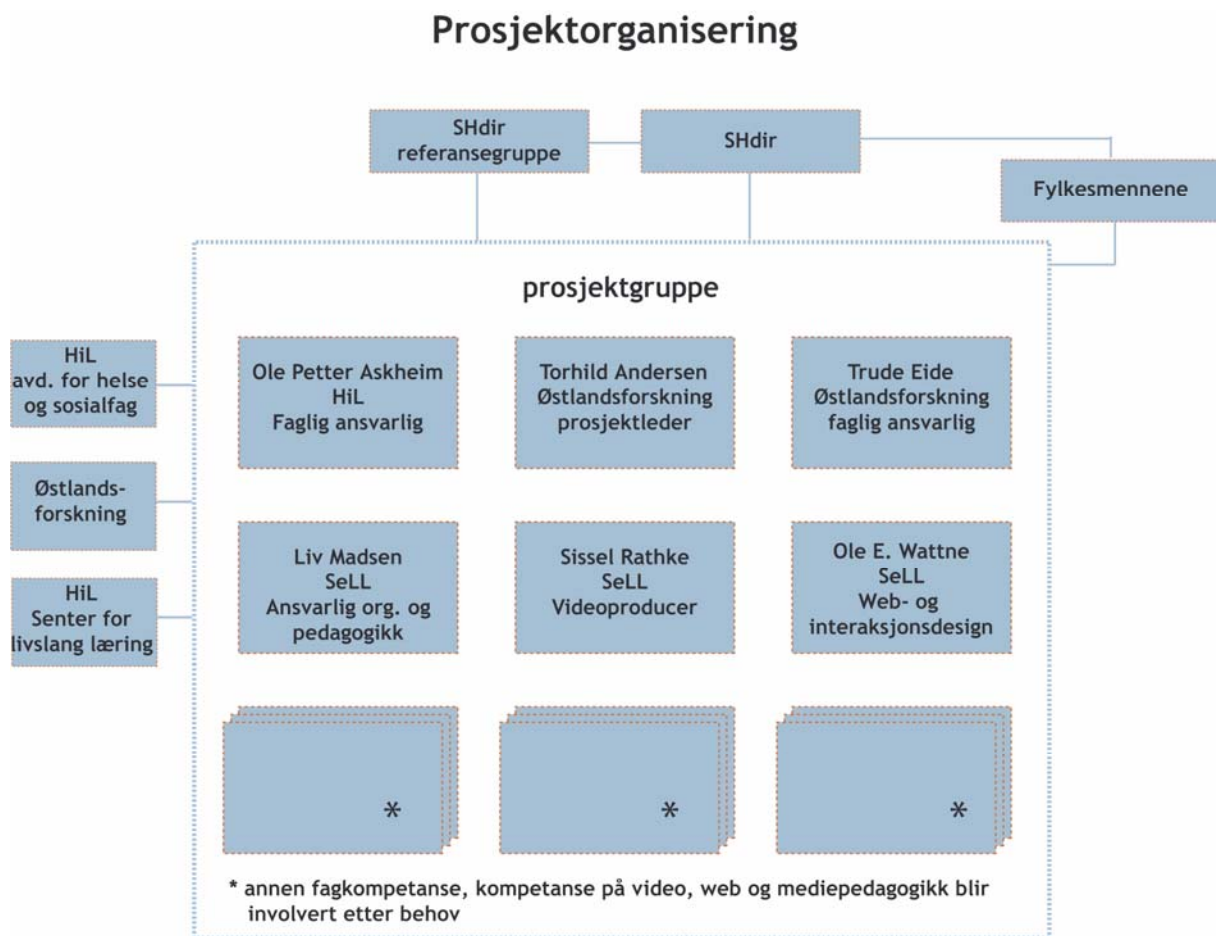 Prosjektorganisering
SHdir
referansegruppe
SHdir
Fylkesmennene
prosjektgruppe
HiL
avd. for helse
og sosialfag
Østlands-
forskning
HiL
Senter for
livslang læring
Ole Petter Askheim
HiL
Faglig ansvarlig
Torhild Andersen
Østlandsforskning
prosjektleder
Trude Eide
Østlandsforskning
faglig ansvarlig
Liv Madsen
SeLL
Ansvarlig org. og
pedagogikk
Sissel Rathke
SeLL
Videoproducer
Ole E. Wattne
SeLL
Web- og
interaksjonsdesign
*
*
*
* annen fagkompetanse, kompetanse på video, web og mediepedagogikk blir
involvert etter behov